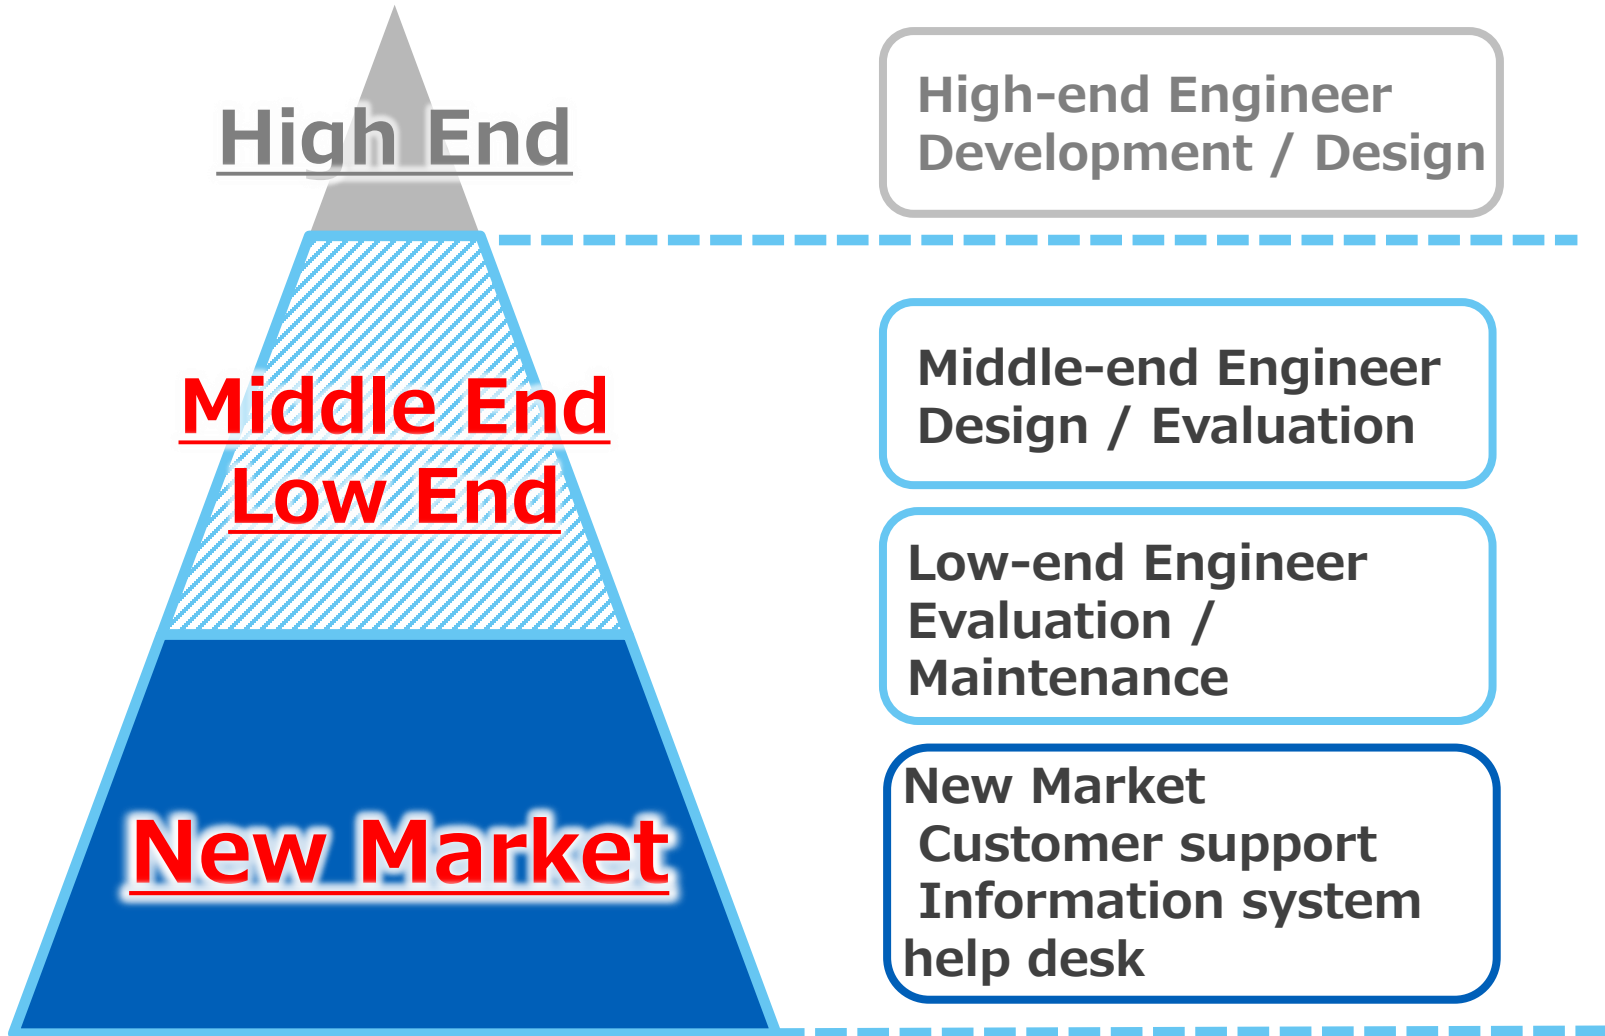 High End
High-end Engineer
Development / Design
Middle End
Low End
Middle-end Engineer
Design / Evaluation
Low-end Engineer
Evaluation /
Maintenance
New Market
New Market
Customer support
Information system
help desk